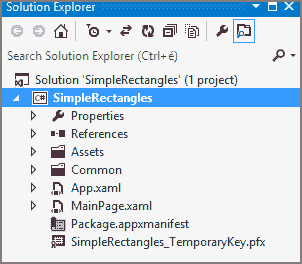 Solution Explorer
Search Solution Explorer (Ctrl+é)
Solution 'SimpleRectangles' (1 project)
C# SimpleRectangles
Properties
References
Assets
Common
App.xaml
MainPage.xaml
Package.appxmanifest
SimpleRectangles_TemporaryKey.pfx